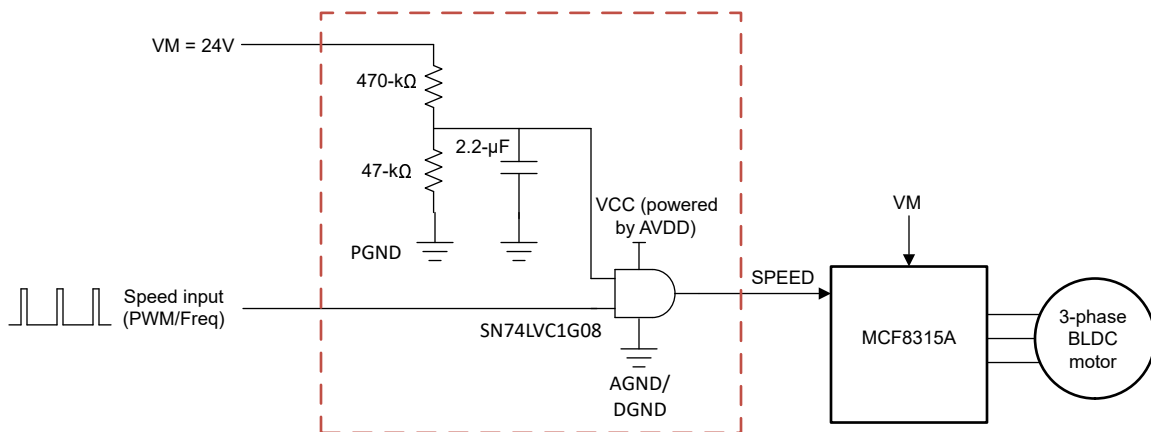 VM = 24V
470-kΩ
47-kΩ
2.2-µF
PGND
VCC (powered
by AVDD)
Speed input
(PWM/Freq)
SN74LVC1G08
AGND/
DGND
SPEED
VM
MCF8315A
3-phase
BLDC
motor